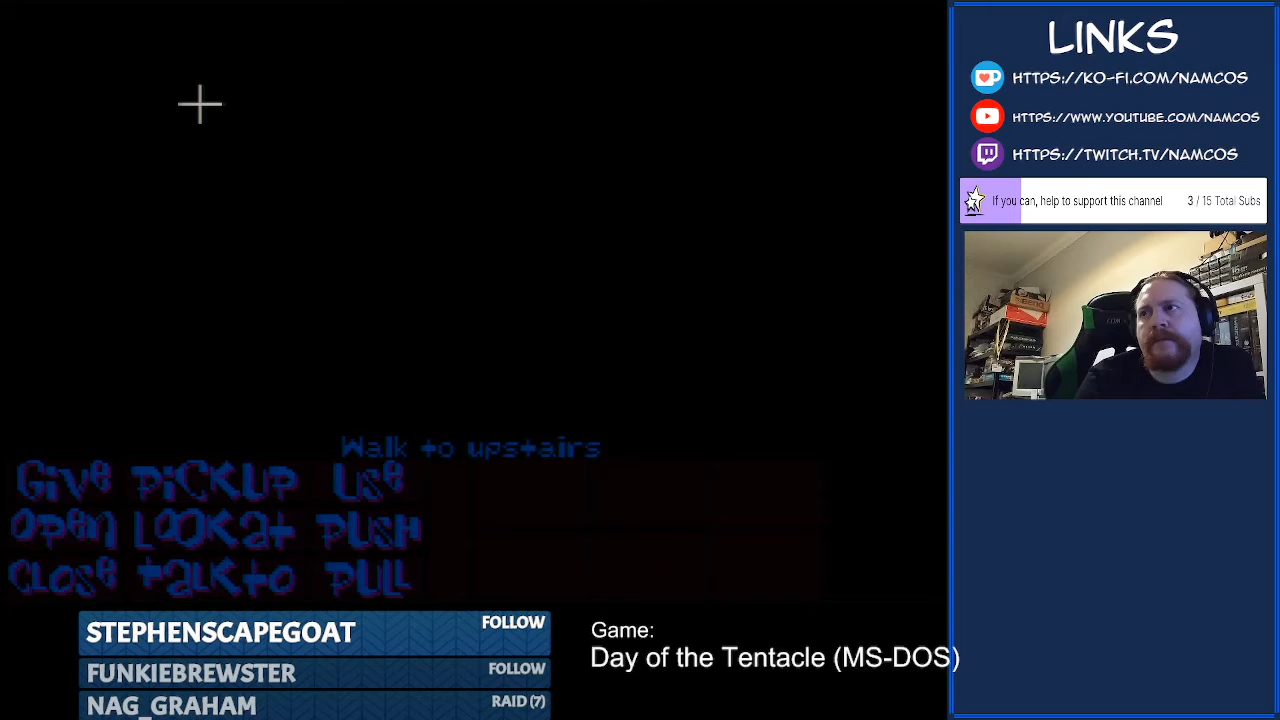 LINKS
HTTPS://KO-FI.COM/NAMCOS
HTTPS://WWW.YOUTUBE.COM/NAMCOS
HTTPS://TWITCH.TV/NAMCOS
If you can, help to support this channel 3 / 15 Total Subs
Walk to upstairs
Give Pick up Use
Open Look at Push
Close Talk to Pull
STEPHENSCAPEGOAT FOLLOW
FUNKIEBREWSTER FOLLOW
NAG_GRAHAM RAID (7)
Game:
Day of the Tentacle (MS-DOS)